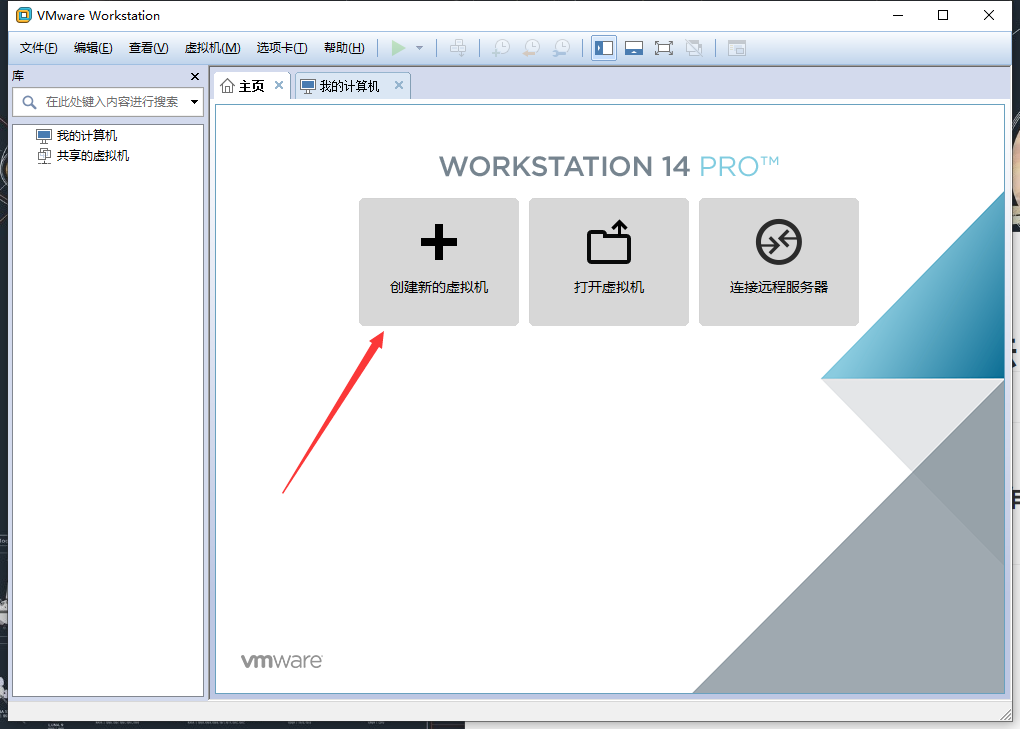 VMware Workstation
文件(F) 编辑(E) 查看(V) 虚拟机(M) 选项卡(T) 帮助(H)
库
在此处键入内容进行搜索
我的计算机
共享的虚拟机
主页 我的计算机
WORKSTATION 14 PRO™
创建新的虚拟机 打开虚拟机 连接远程服务器
vmware